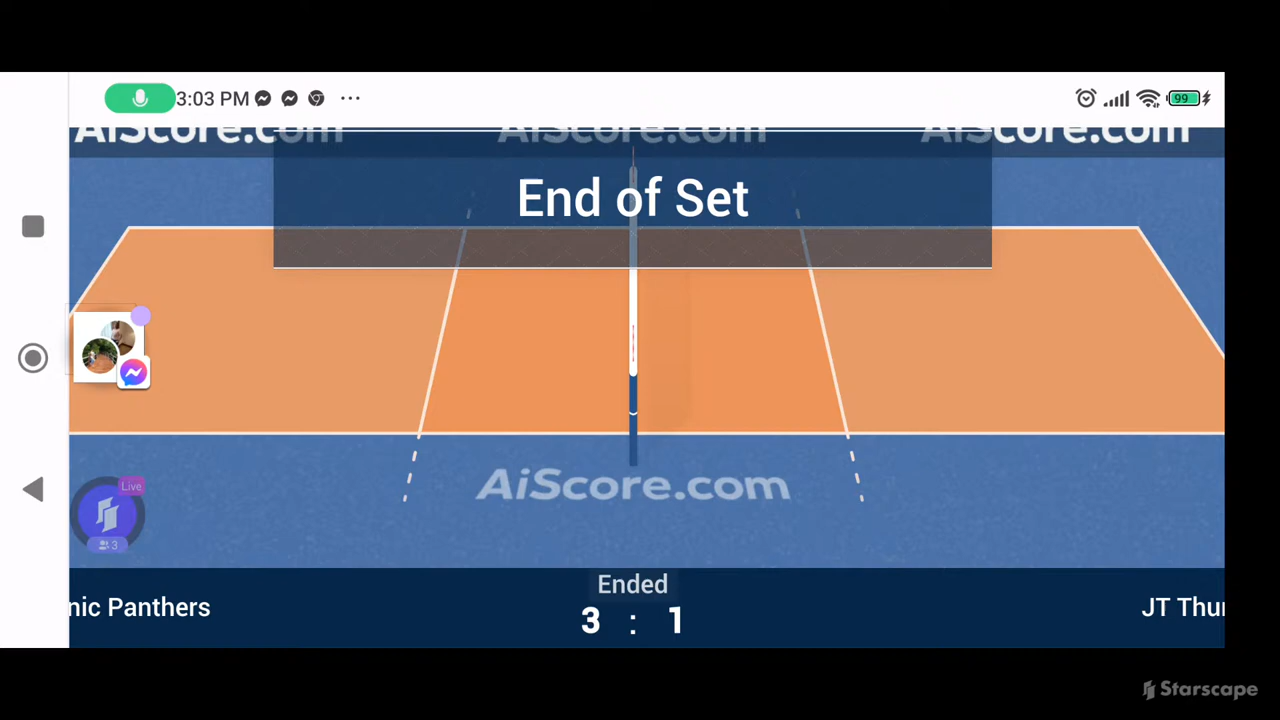 3:03 PM
99
AiScore.com AiScore.com AiScore.com
End of Set
AiScore.com
Live
3
Ended
nic Panthers 3 : 1 JT Thu
Starscape